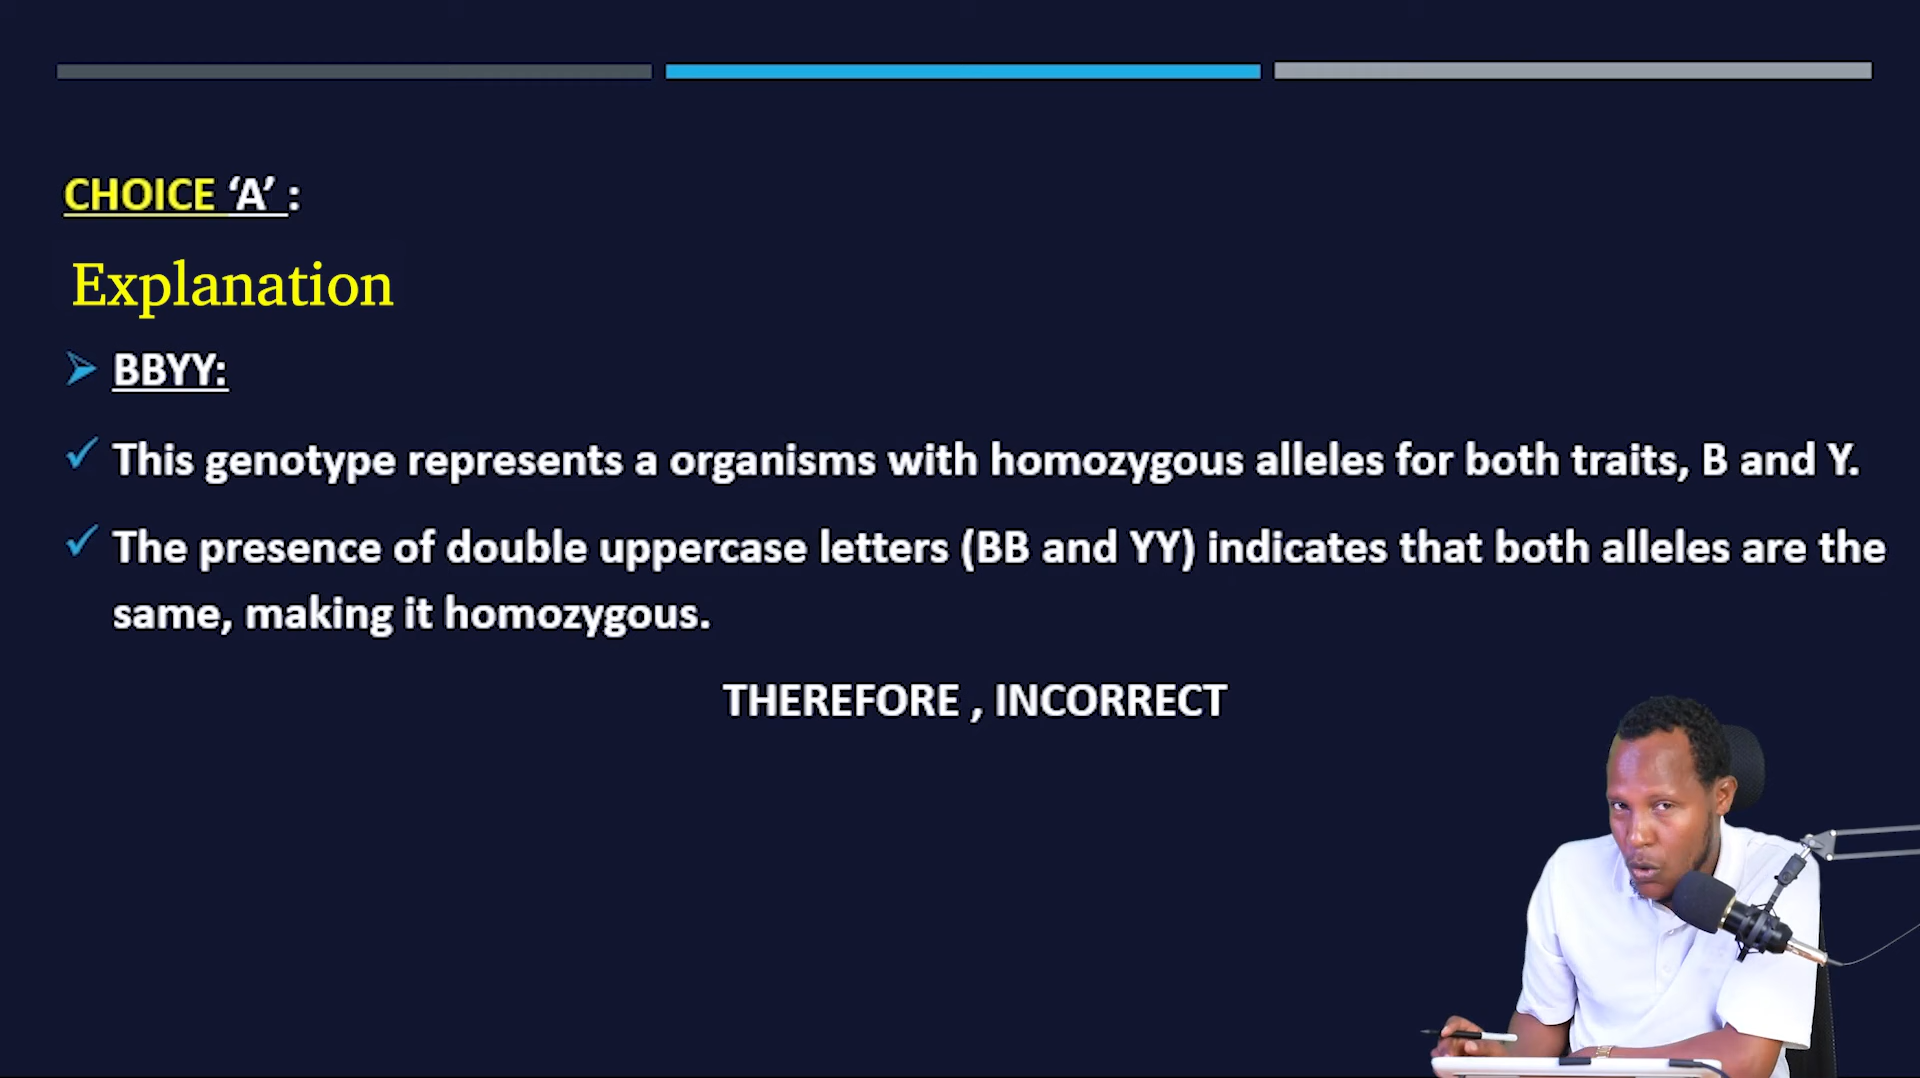 CHOICE ‘A’ :
Explanation
BBYY:
This genotype represents a organisms with homozygous alleles for both traits, B and Y.
The presence of double uppercase letters (BB and YY) indicates that both alleles are the
same, making it homozygous.
THEREFORE , INCORRECT